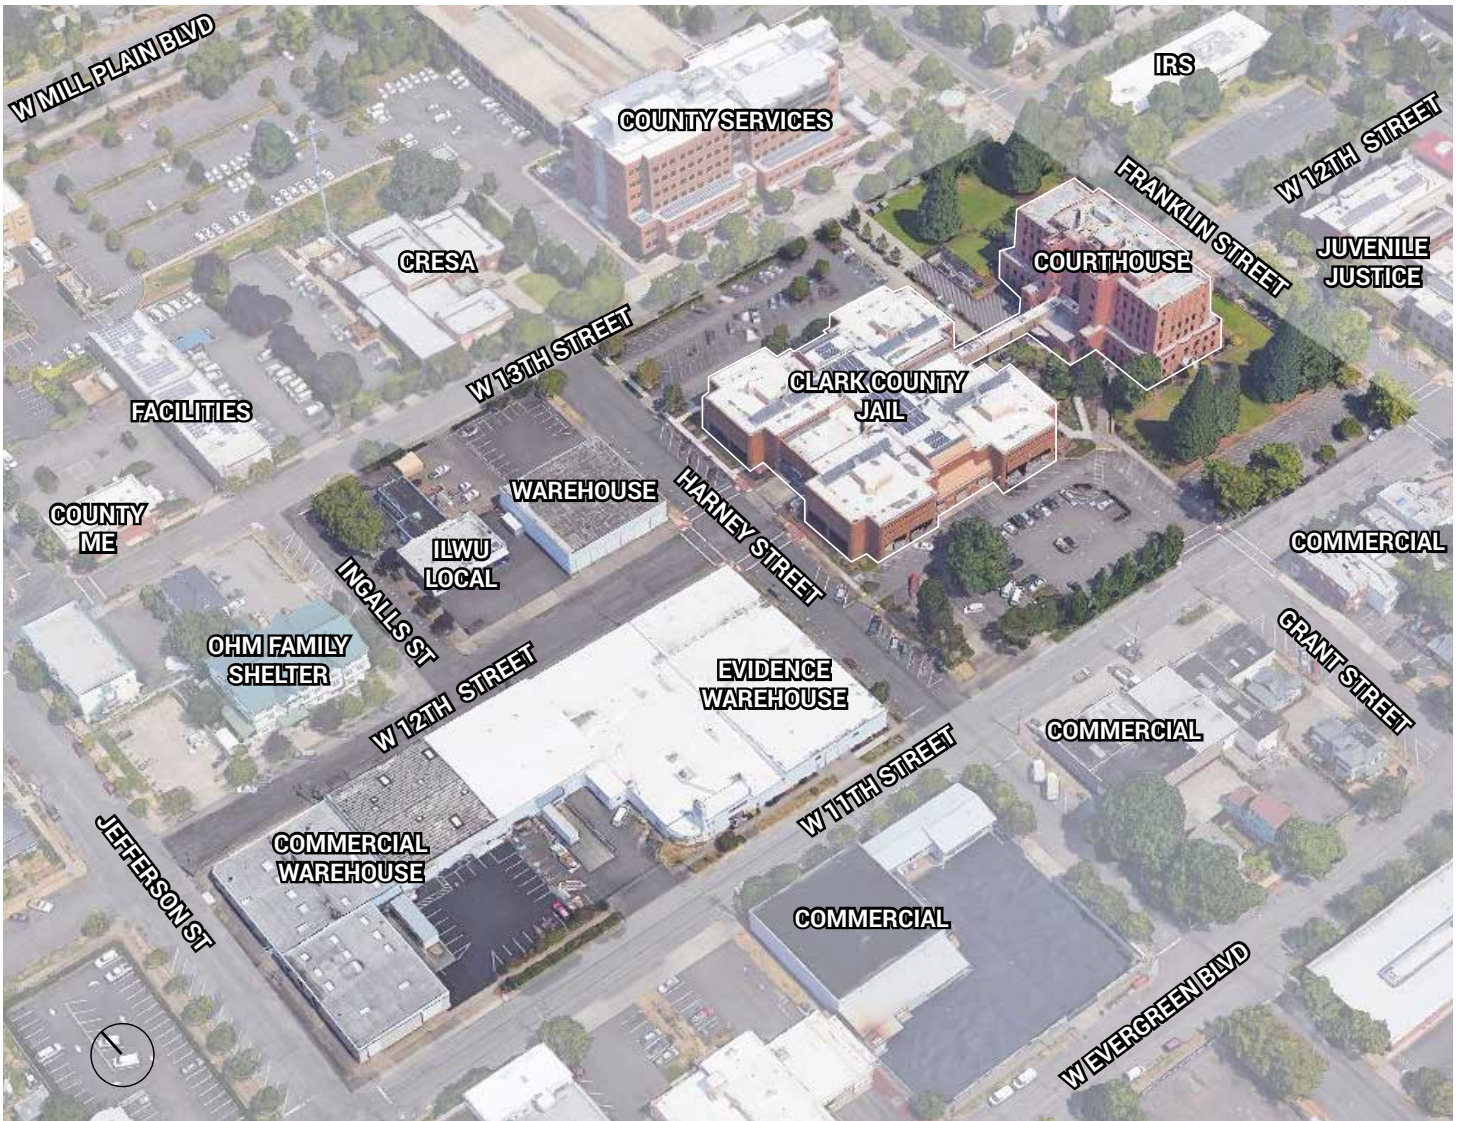 W MILL PLAIN BLVD
IRS
COUNTY SERVICES
W 12TH STREET
FRANKLIN STREET
JUVENILE
JUSTICE
COURTHOUSE
CRESA
W 13TH STREET
CLARK COUNTY
JAIL
FACILITIES
WAREHOUSE
HARNEY STREET
COUNTY
ME
ILWU
LOCAL
COMMERCIAL
INGALLS ST
OHM FAMILY
SHELTER
GRANT STREET
EVIDENCE
WAREHOUSE
W 12TH STREET
COMMERCIAL
W 11TH STREET
COMMERCIAL
WAREHOUSE
JEFFERSON ST
COMMERCIAL
W EVERGREEN BLVD